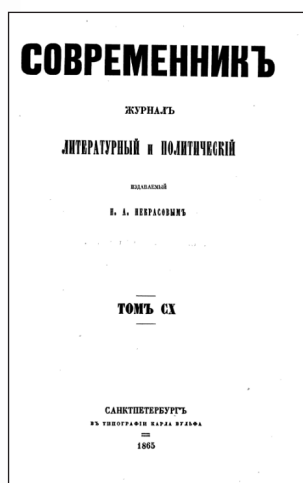 СОВРЕМЕННИКЪ
ЖУРНАЛЪ
ЛИТЕРАТУРНЫЙ и ПОЛИТИЧЕСКІЙ
ИЗДАВАЕМЫЙ
Н. А. НЕКРАСОВЫМЪ
ТОМЪ CX
САНКТПЕТЕРБУРГЪ
ВЪ ТИПОГРАФІИ КАРЛА ВУЛЬФА
1865